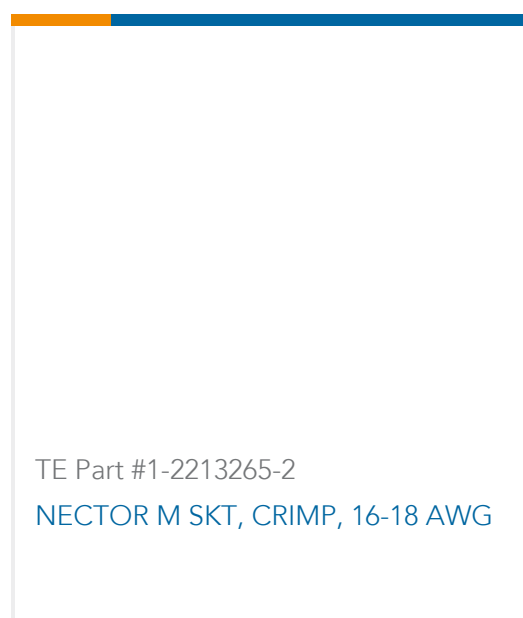 TE Part #1-2213265-2
NECTOR M SKT, CRIMP, 16-18 AWG